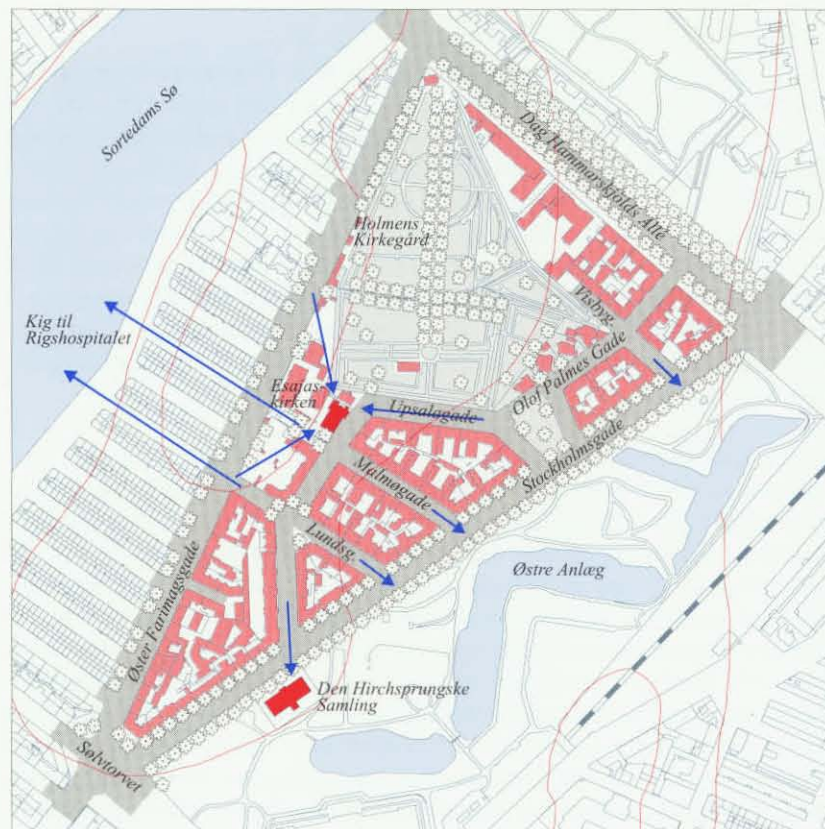 Sortedams Sø
Dag Hammarskjolds Allé
Holmens
Kirkegård
Visbyg.
Kig til
Rigshospitalet
Esajas-
kirken
Upsalagade
Olof Palmes Gade
Stockholmsgade
Malmøgade
Lundsg.
Østre Anlæg
Øster Farimagsgade
Den Hirchsprungske
Samling
Sølvtorvet